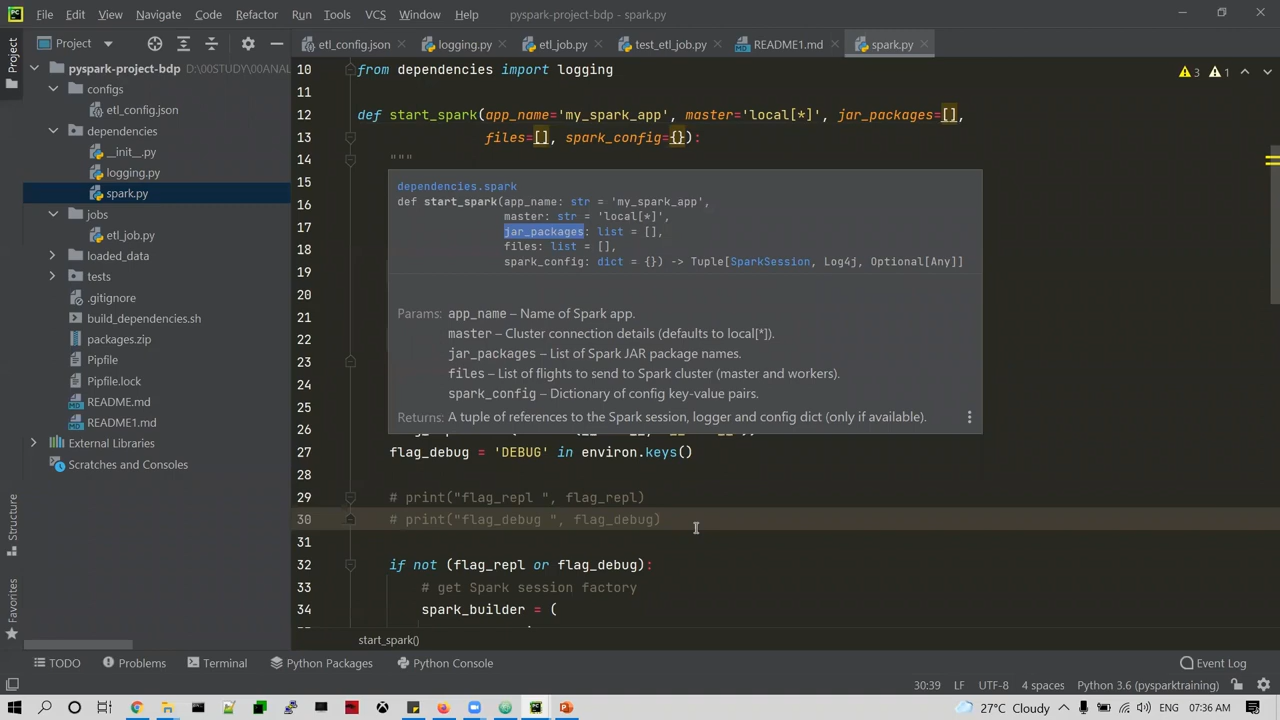 File Edit View Navigate Code Refactor Run Tools VCS Window Help pyspark-project-bdp - spark.py
Project
etl_config.json logging.py etl_job.py test_etl_job.py README1.md spark.py
Project
pyspark-project-bdp D:\00STUDY\00ANAL
configs
etl_config.json
dependencies
__init__.py
logging.py
spark.py
jobs
etl_job.py
loaded_data
tests
.gitignore
build_dependencies.sh
packages.zip
Pipfile
Pipfile.lock
README.md
README1.md
External Libraries
Scratches and Consoles
Structure
Favorites
3 1
10 from dependencies import logging
11
12 def start_spark(app_name='my_spark_app', master='local[*]', jar_packages=[],
13 files=[], spark_config={}):
14 """
15
16
17
18
19
20
21
22
23
24
25
26
dependencies.spark
def start_spark(app_name: str = 'my_spark_app',
master: str = 'local[*]',
jar_packages: list = [],
files: list = [],
spark_config: dict = {}) -> Tuple[SparkSession, Log4j, Optional[Any]]
Params: app_name – Name of Spark app.
master – Cluster connection details (defaults to local[*]).
jar_packages – List of Spark JAR package names.
files – List of flights to send to Spark cluster (master and workers).
spark_config – Dictionary of config key-value pairs.
Returns: A tuple of references to the Spark session, logger and config dict (only if available).
27 flag_debug = 'DEBUG' in environ.keys()
28
29 # print("flag_repl ", flag_repl)
30 # print("flag_debug ", flag_debug)
31
32 if not (flag_repl or flag_debug):
33 # get Spark session factory
34 spark_builder = (
start_spark()
TODO Problems Terminal Python Packages Python Console Event Log
30:39 LF UTF-8 4 spaces Python 3.6 (pysparktraining)
27°C Cloudy ENG 07:36 AM